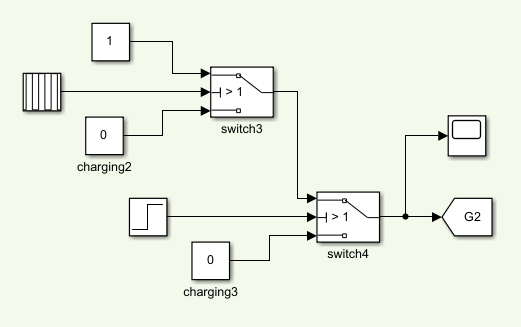 1
> 1
switch3
0
charging2
> 1
G2
switch4
0
charging3